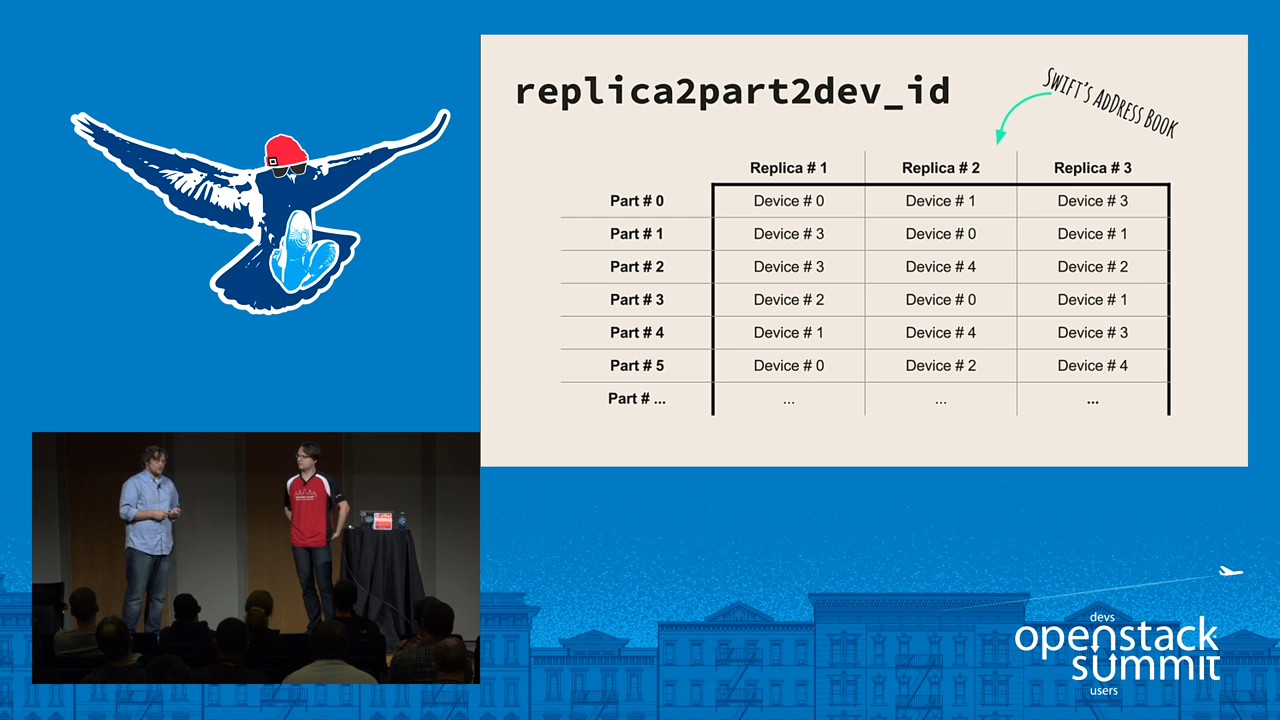 replica2part2dev_id
SWIFT'S ADDRESS BOOK
Replica # 1 Replica # 2 Replica # 3
Part # 0 Device # 0 Device # 1 Device # 3
Part # 1 Device # 3 Device # 0 Device # 1
Part # 2 Device # 3 Device # 4 Device # 2
Part # 3 Device # 2 Device # 0 Device # 1
Part # 4 Device # 1 Device # 4 Device # 3
Part # 5 Device # 0 Device # 2 Device # 4
Part # ... ... ... ...
devs
openstack
summit
users